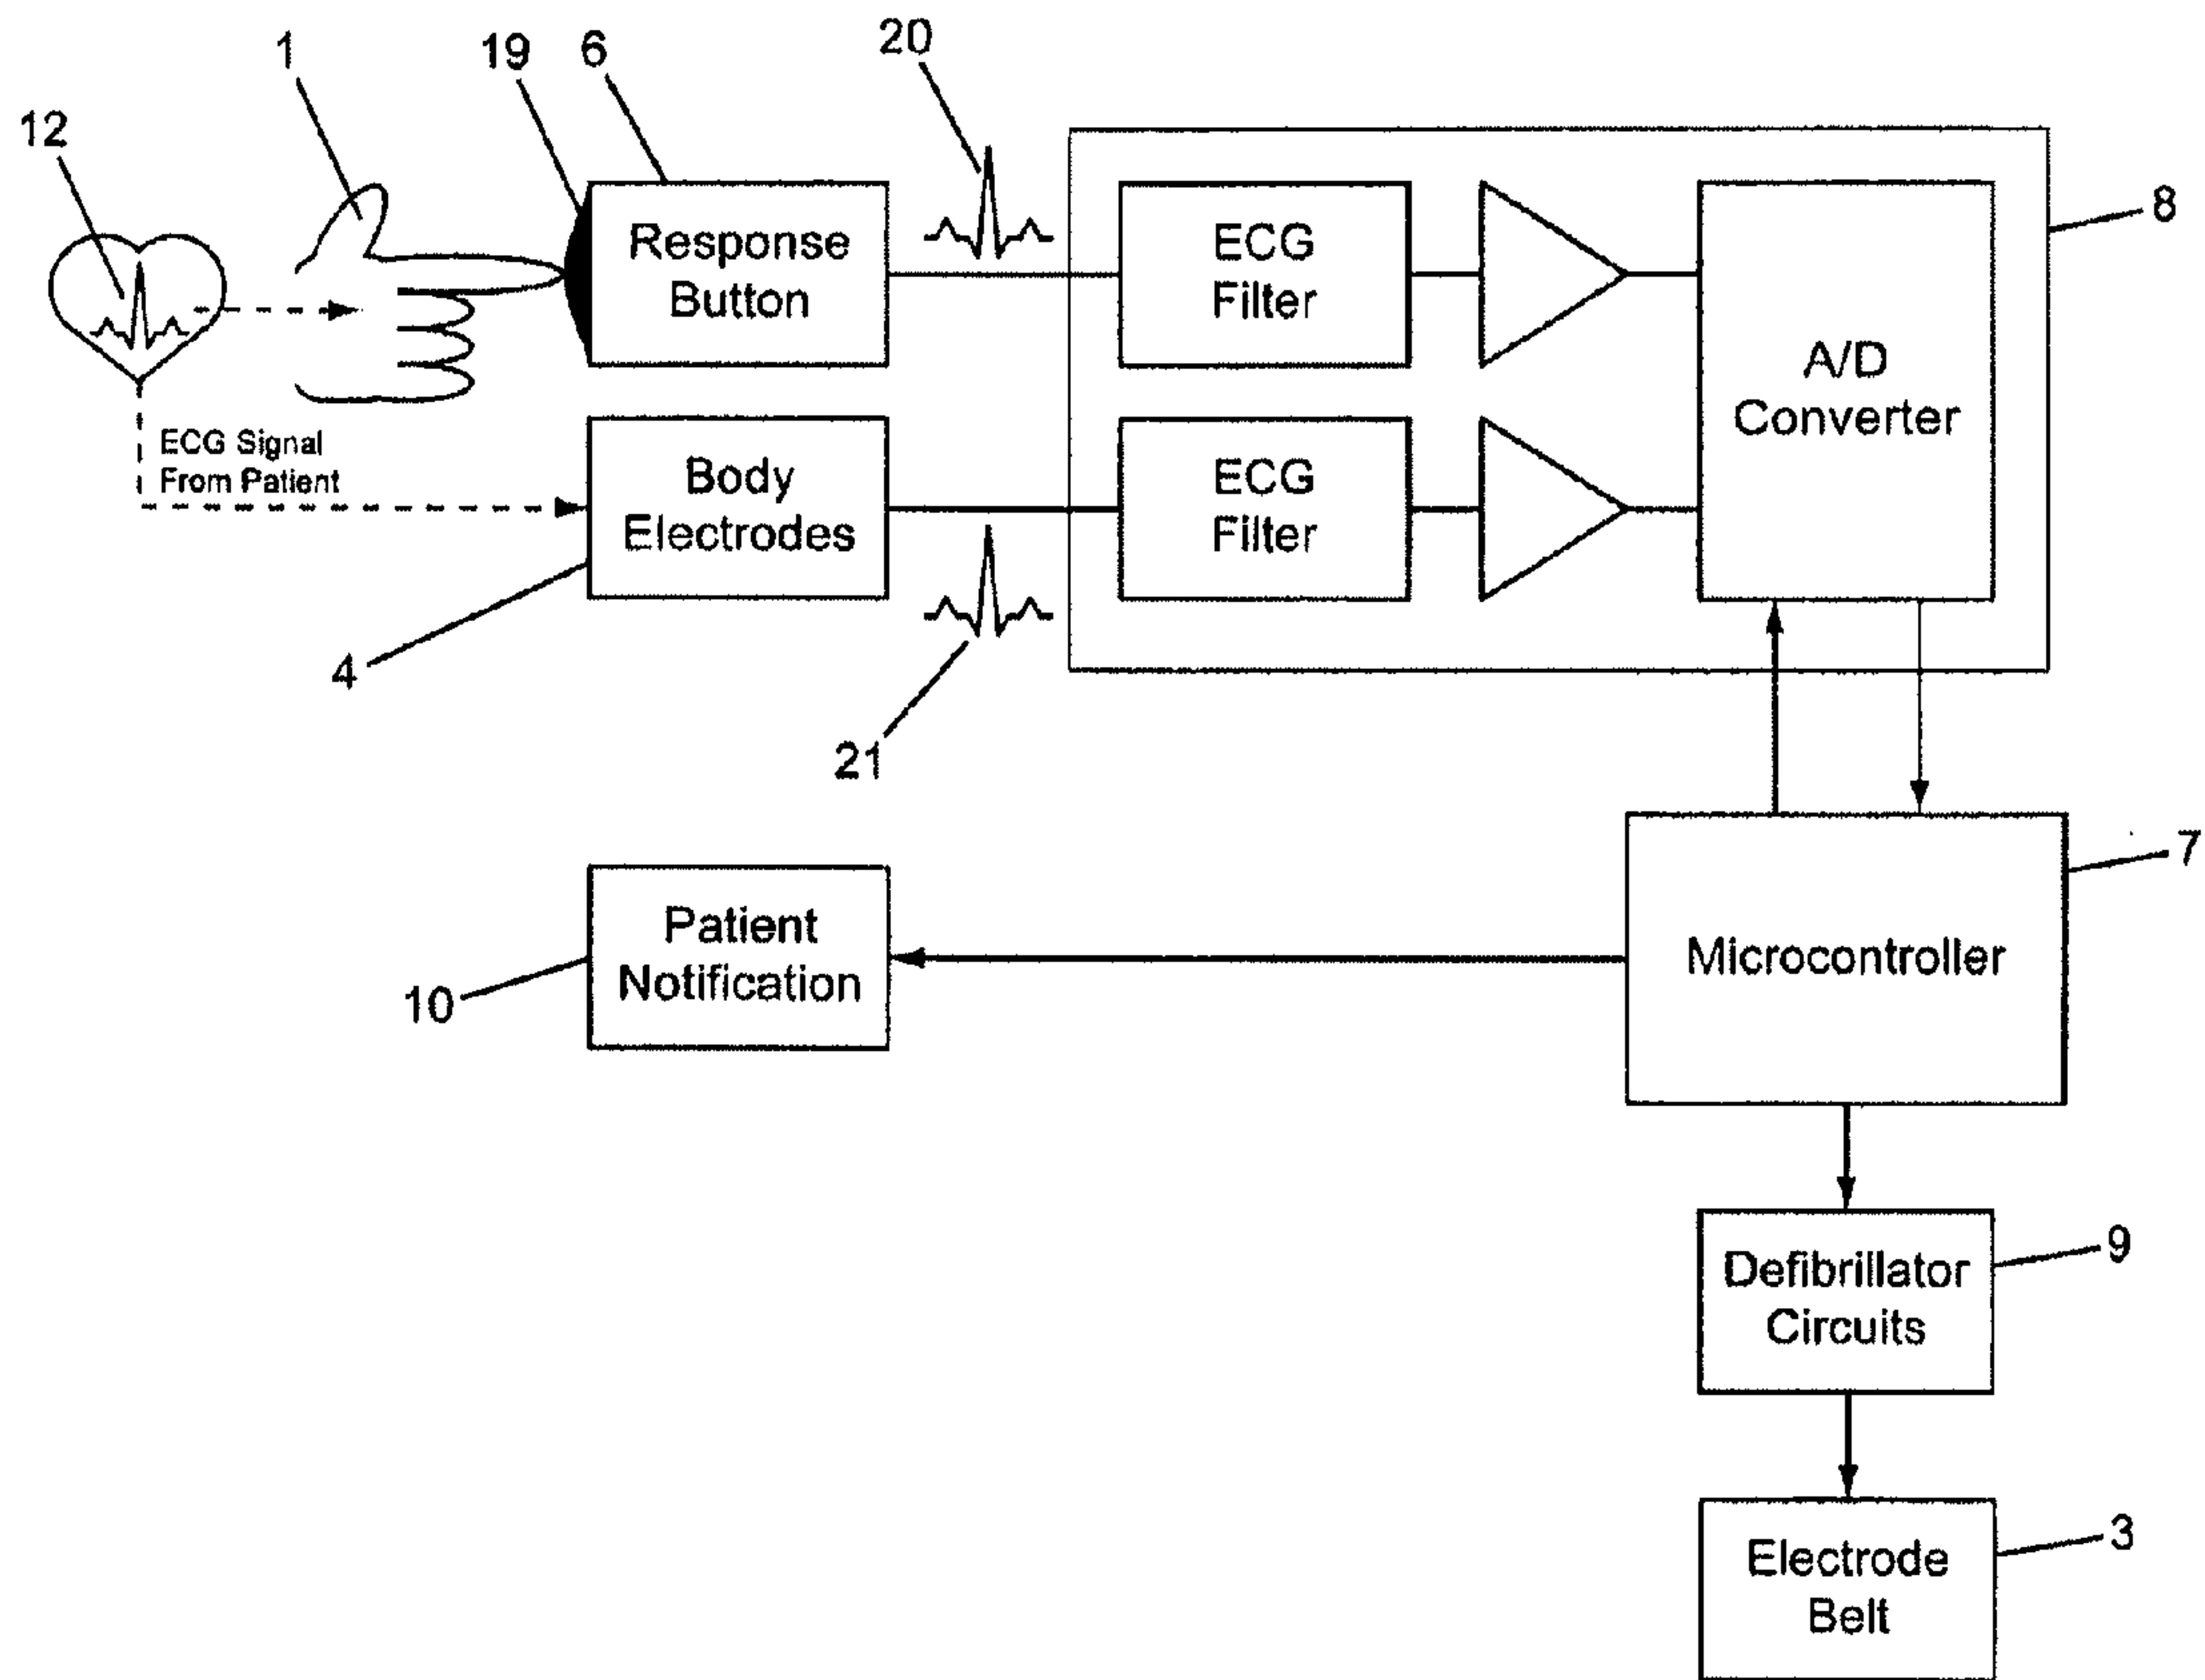 1
19
6
20
12
8
Response
Button
ECG
Filter
A/D
Converter
ECG Signal
From Patient
Body
Electrodes
ECG
Filter
4
21
7
Patient
Notification
Microcontroller
10
9
Defibrillator
Circuits
3
Electrode
Belt